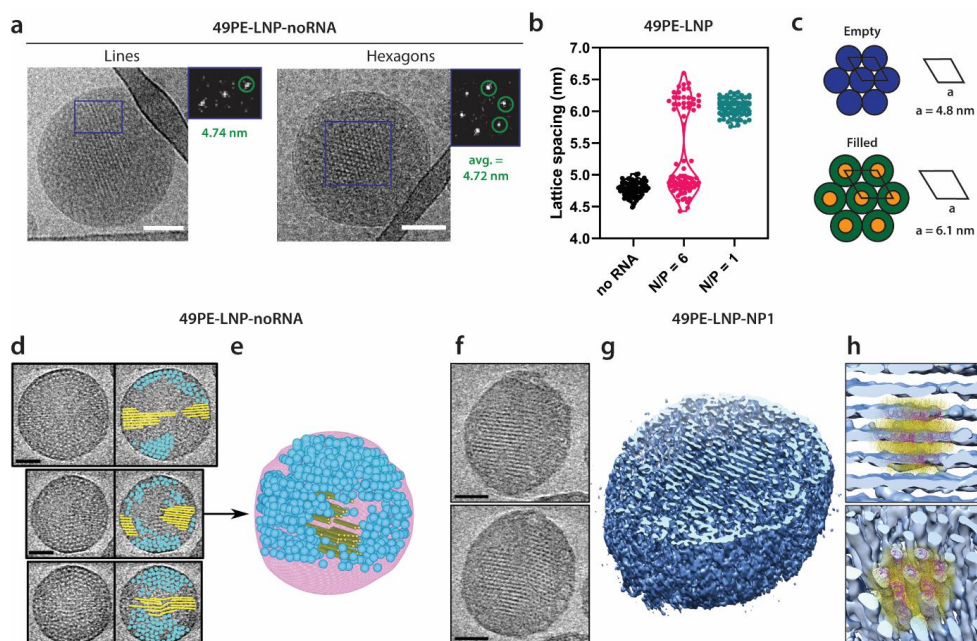 a
49PE-LNP-noRNA
Lines
Hexagons
4.74 nm
avg. =
4.72 nm
b
49PE-LNP
Lattice spacing (nm)
7.0
6.5
6.0
5.5
5.0
4.5
4.0
no RNA
N/P = 6
N/P = 1
c
Empty
a
a = 4.8 nm
Filled
a
a = 6.1 nm
49PE-LNP-noRNA
49PE-LNP-NP1
d
e
f
g
h